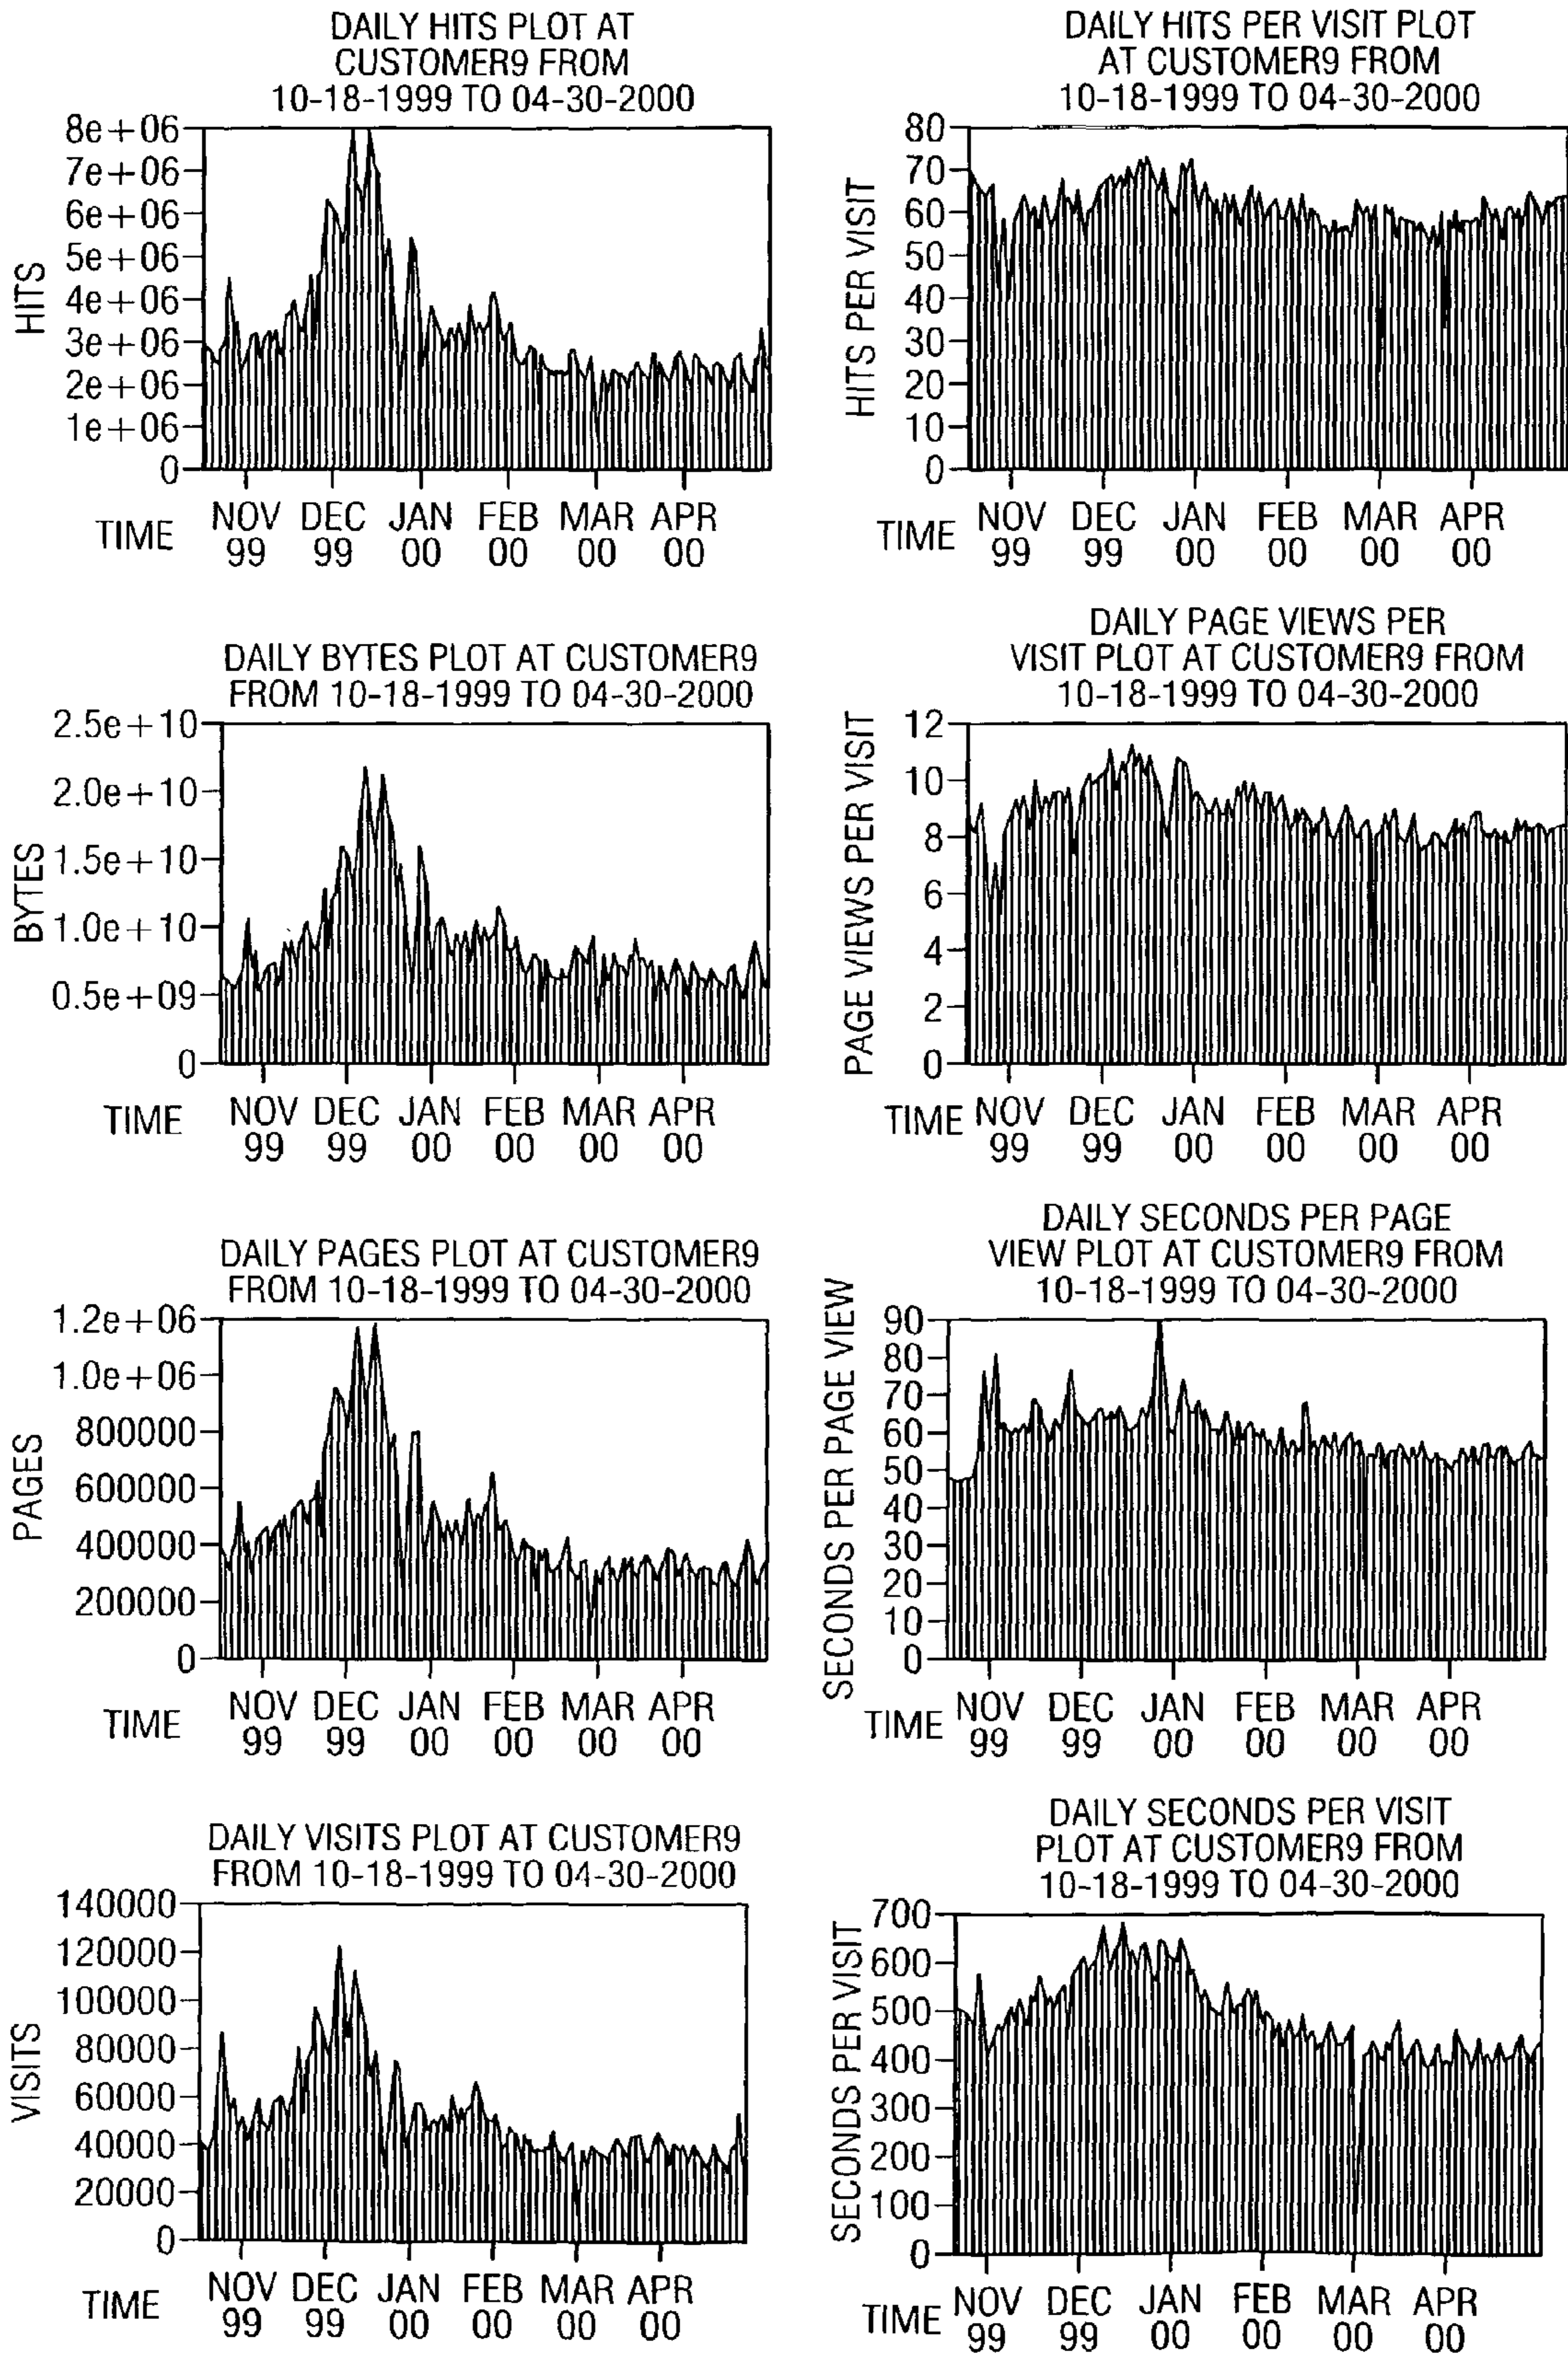 DAILY HITS PLOT AT
CUSTOMER9 FROM
10-18-1999 TO 04-30-2000
HITS
8e+06
7e+06
6e+06
5e+06
4e+06
3e+06
2e+06
1e+06
0
TIME
NOV DEC JAN FEB MAR APR
99 99 00 00 00 00
DAILY HITS PER VISIT PLOT
AT CUSTOMER9 FROM
10-18-1999 TO 04-30-2000
HITS PER VISIT
80
70
60
50
40
30
20
10
0
TIME
NOV DEC JAN FEB MAR APR
99 99 00 00 00 00
DAILY BYTES PLOT AT CUSTOMER9
FROM 10-18-1999 TO 04-30-2000
BYTES
2.5e+10
2.0e+10
1.5e+10
1.0e+10
0.5e+09
0
TIME
NOV DEC JAN FEB MAR APR
99 99 00 00 00 00
DAILY PAGE VIEWS PER
VISIT PLOT AT CUSTOMER9 FROM
10-18-1999 TO 04-30-2000
PAGE VIEWS PER VISIT
12
10
8
6
4
2
0
TIME
NOV DEC JAN FEB MAR APR
99 99 00 00 00 00
DAILY PAGES PLOT AT CUSTOMER9
FROM 10-18-1999 TO 04-30-2000
PAGES
1.2e+06
1.0e+06
800000
600000
400000
200000
0
TIME
NOV DEC JAN FEB MAR APR
99 99 00 00 00 00
DAILY SECONDS PER PAGE
VIEW PLOT AT CUSTOMER9 FROM
10-18-1999 TO 04-30-2000
SECONDS PER PAGE VIEW
90
80
70
60
50
40
30
20
10
0
TIME
NOV DEC JAN FEB MAR APR
99 99 00 00 00 00
DAILY VISITS PLOT AT CUSTOMER9
FROM 10-18-1999 TO 04-30-2000
VISITS
140000
120000
100000
80000
60000
40000
20000
0
TIME
NOV DEC JAN FEB MAR APR
99 99 00 00 00 00
DAILY SECONDS PER VISIT
PLOT AT CUSTOMER9 FROM
10-18-1999 TO 04-30-2000
SECONDS PER VISIT
700
600
500
400
300
200
100
0
TIME
NOV DEC JAN FEB MAR APR
99 99 00 00 00 00